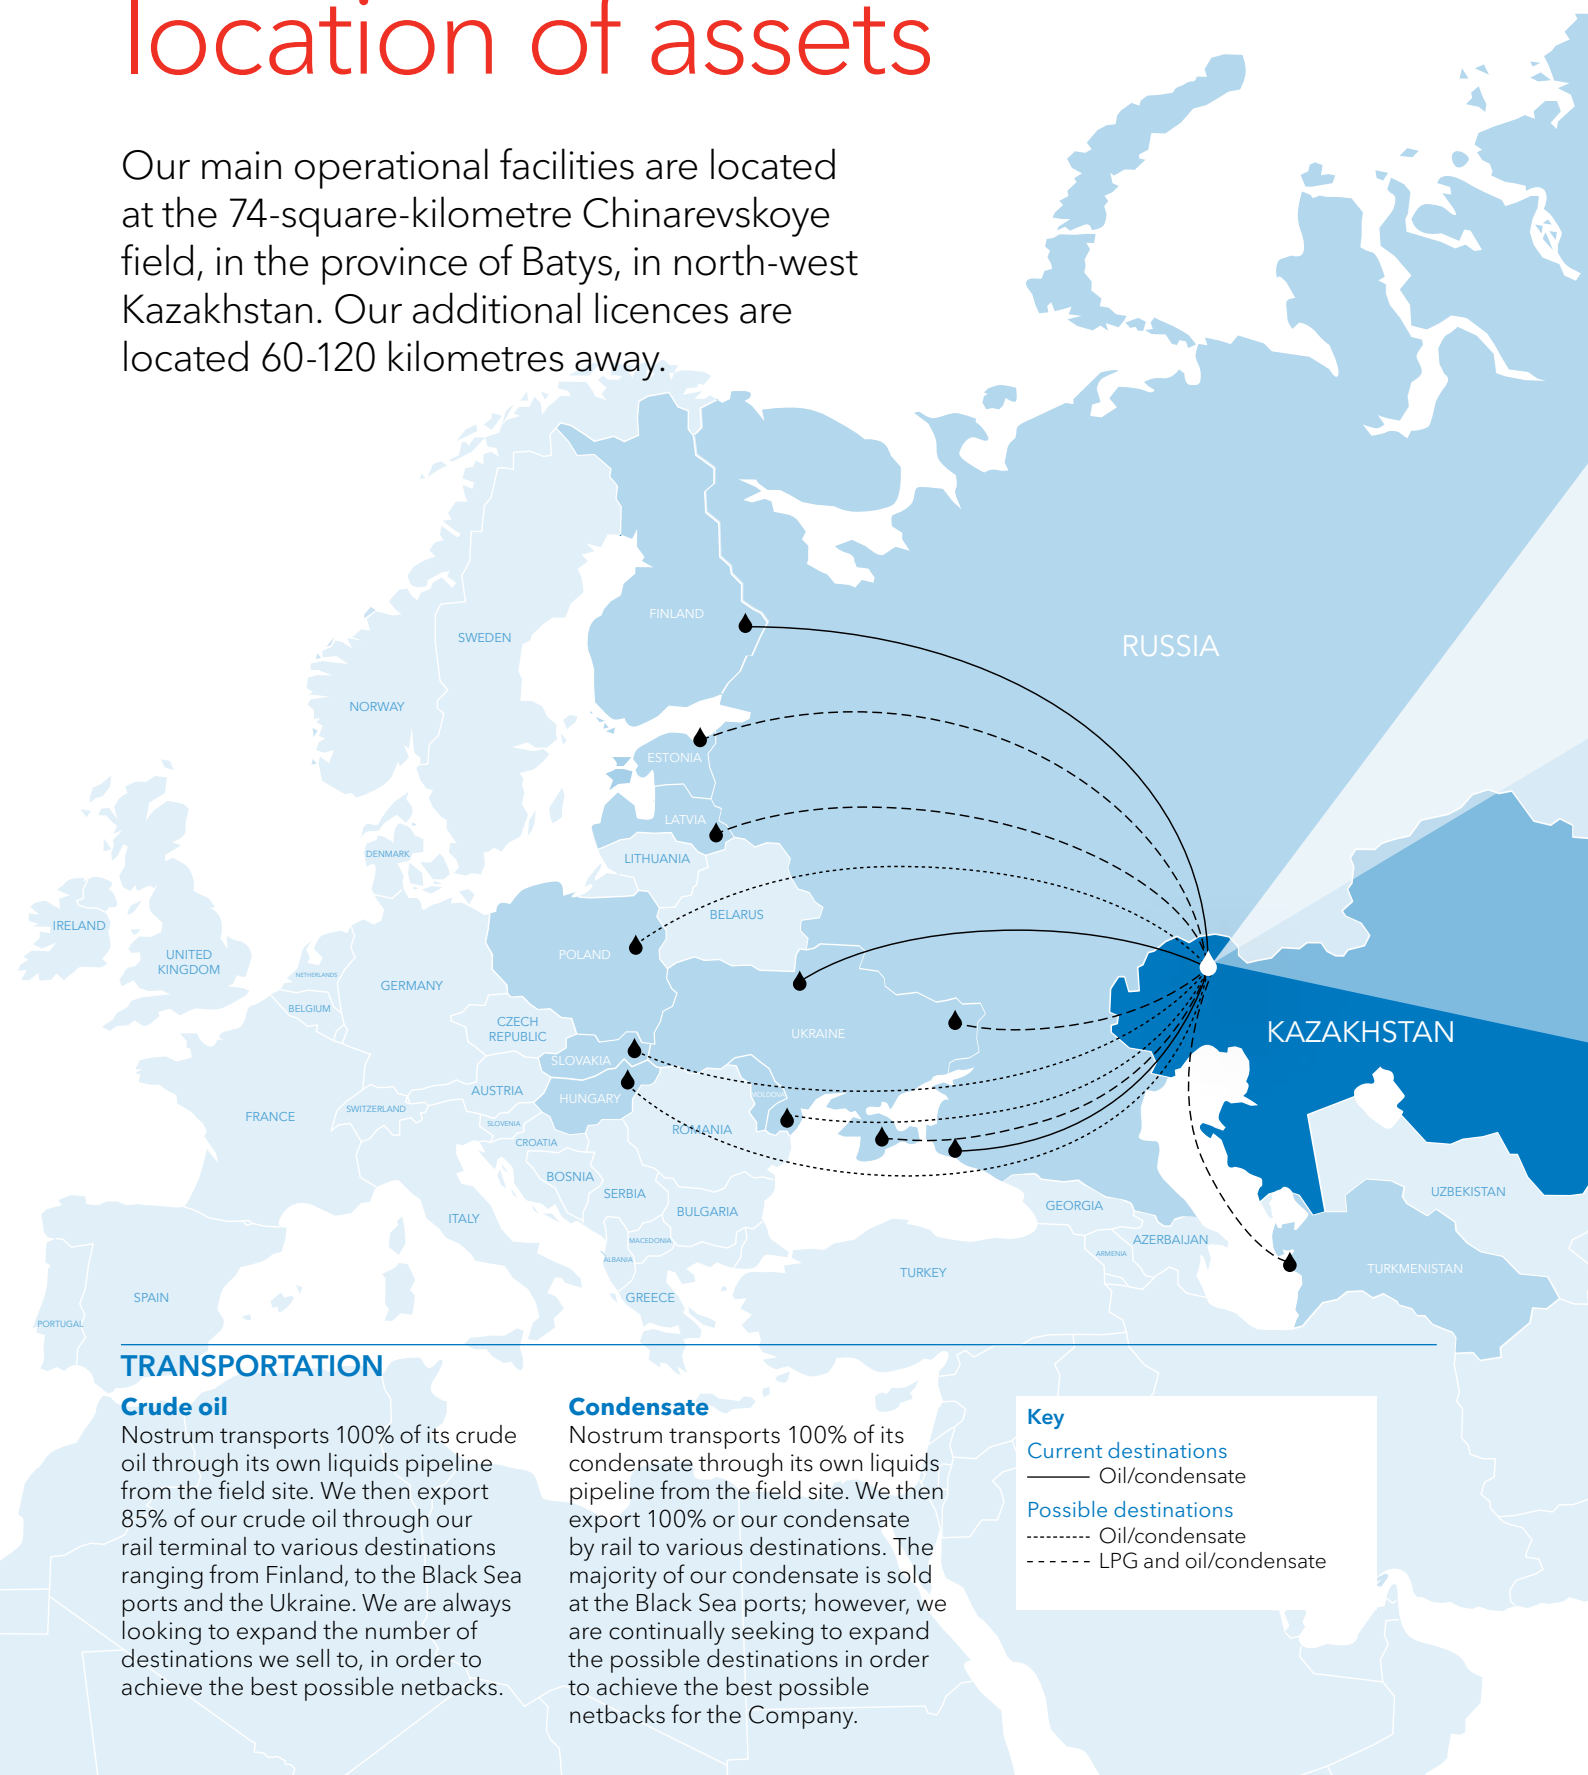 location of assets
Our main operational facilities are located
at the 74-square-kilometre Chinarevskoye
field, in the province of Batys, in north-west
Kazakhstan. Our additional licences are
located 60-120 kilometres away.
FINLAND
SWEDEN
RUSSIA
NORWAY
ESTONIA
LATVIA
DENMARK
LITHUANIA
BELARUS
IRELAND
UNITED
KINGDOM
POLAND
NETHERLANDS
GERMANY
BELGIUM
CZECH
REPUBLIC
UKRAINE
KAZAKHSTAN
SLOVAKIA
AUSTRIA
HUNGARY
MOLDOVA
FRANCE
SWITZERLAND
SLOVENIA
ROMANIA
CROATIA
BOSNIA
SERBIA
UZBEKISTAN
GEORGIA
BULGARIA
ITALY
MACEDONIA
AZERBAIJAN
ALBANIA
ARMENIA
TURKEY
TURKMENISTAN
SPAIN
GREECE
PORTUGAL
TRANSPORTATION
Crude oil
Nostrum transports 100% of its crude
oil through its own liquids pipeline
from the field site. We then export
85% of our crude oil through our
rail terminal to various destinations
ranging from Finland, to the Black Sea
ports and the Ukraine. We are always
looking to expand the number of
destinations we sell to, in order to
achieve the best possible netbacks.
Condensate
Nostrum transports 100% of its
condensate through its own liquids
pipeline from the field site. We then
export 100% or our condensate
by rail to various destinations. The
majority of our condensate is sold
at the Black Sea ports; however, we
are continually seeking to expand
the possible destinations in order
to achieve the best possible
netbacks for the Company.
Key
Current destinations
Oil/condensate
Possible destinations
Oil/condensate
LPG and oil/condensate